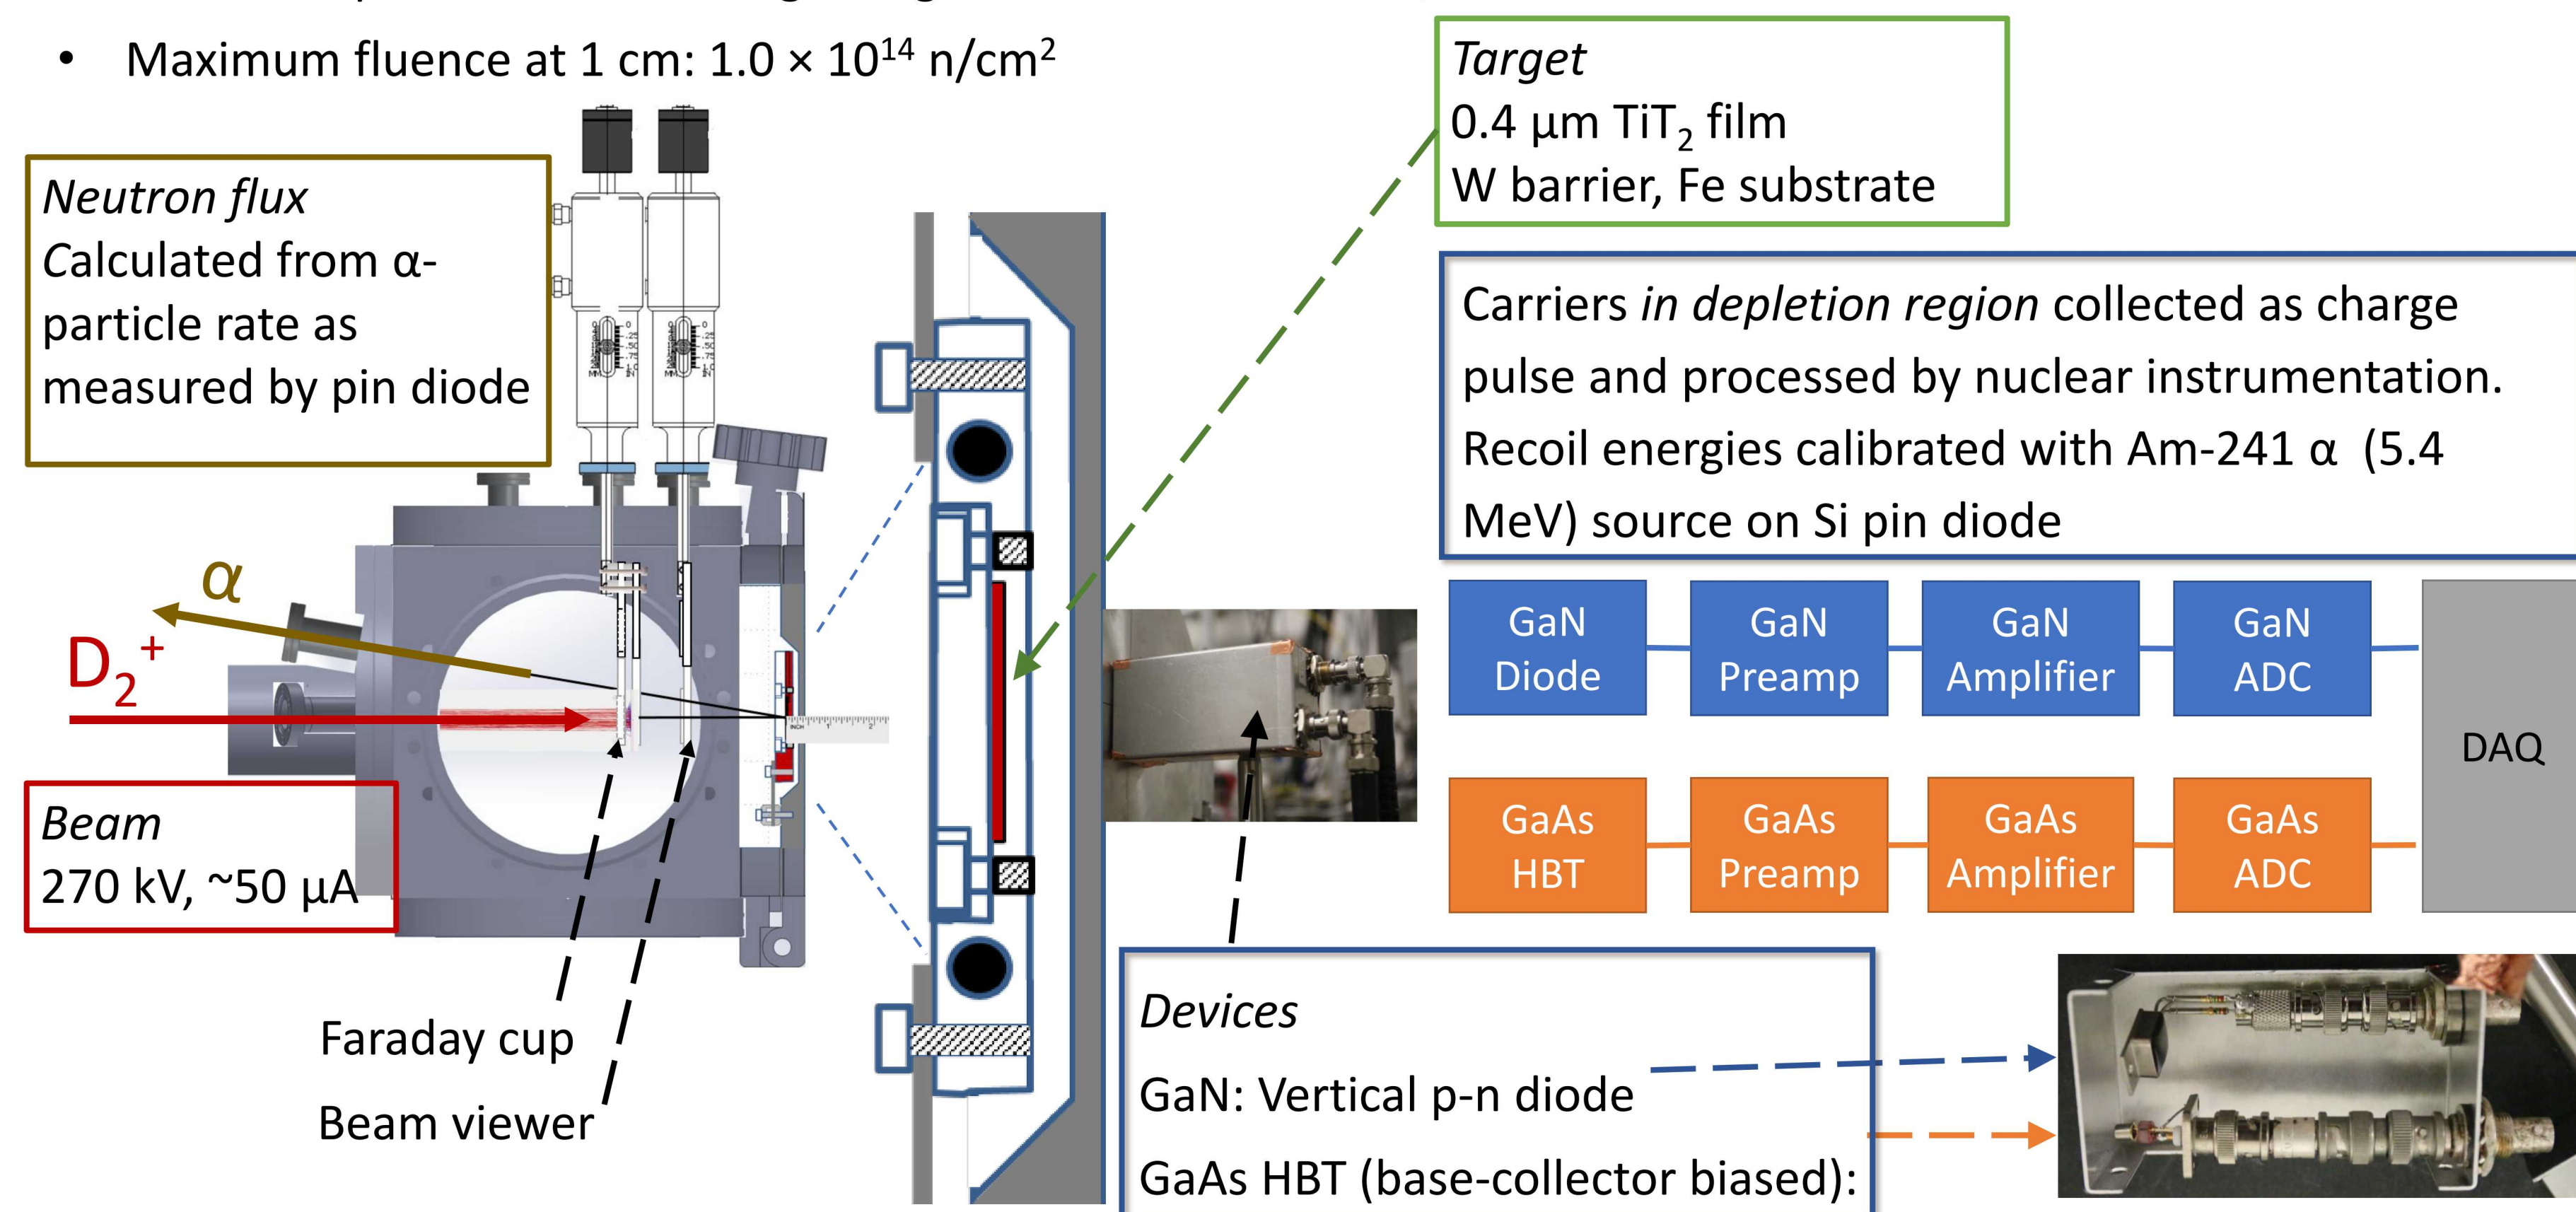 • Maximum fluence at 1 cm: 1.0 × 10¹⁴ n/cm²
Neutron flux
Calculated from α-
particle rate as
measured by pin diode
Target
0.4 μm TiT₂ film
W barrier, Fe substrate
Carriers in depletion region collected as charge
pulse and processed by nuclear instrumentation.
Recoil energies calibrated with Am-241 α (5.4
MeV) source on Si pin diode
α
D₂⁺
INCH 1 2
Beam
270 kV, ~50 μA
Faraday cup
Beam viewer
GaN
Diode
GaN
Preamp
GaN
Amplifier
GaN
ADC
DAQ
GaAs
HBT
GaAs
Preamp
GaAs
Amplifier
GaAs
ADC
Devices
GaN: Vertical p-n diode
GaAs HBT (base-collector biased):